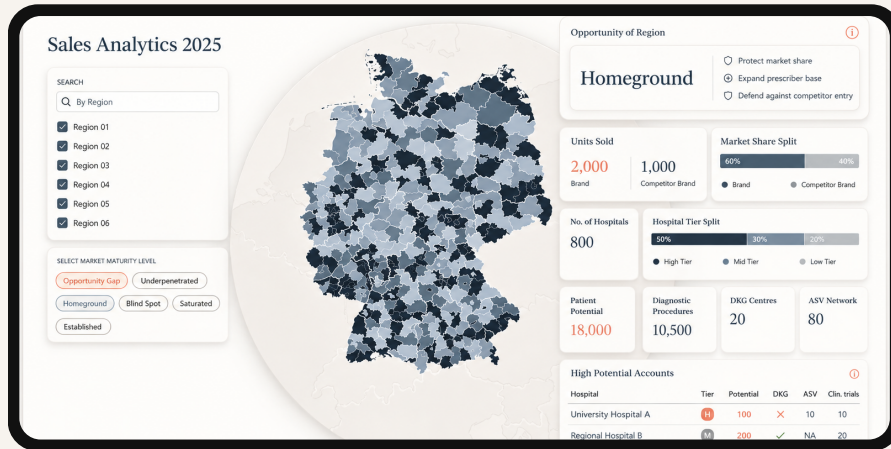 Sales Analytics 2025
SEARCH
By Region
Region 01
Region 02
Region 03
Region 04
Region 05
Region 06
SELECT MARKET MATURITY LEVEL
Opportunity Gap
Underpenetrated
Homeground
Blind Spot
Saturated
Established
Opportunity of Region
Homeground
Protect market share
Expand prescriber base
Defend against competitor entry
Units Sold
2,000
Brand
1,000
Competitor Brand
Market Share Split
60% 40%
Brand Competitor Brand
No. of Hospitals
800
Hospital Tier Split
50% 30% 20%
High Tier Mid Tier Low Tier
Patient
Potential
18,000
Diagnostic
Procedures
10,500
DKG Centres
20
ASV Network
80
High Potential Accounts
Hospital Tier Potential DKG ASV Clin. trials
University Hospital A H 100 10 10
Regional Hospital B M 200 NA 20